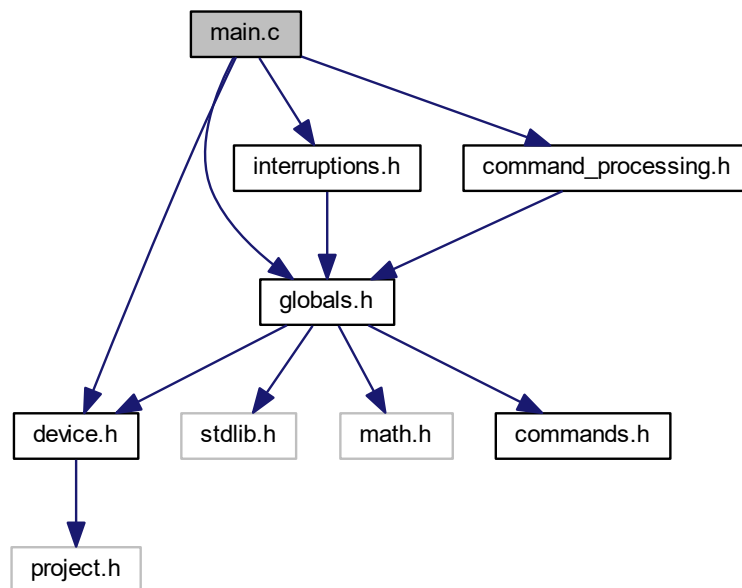 main.c
interruptions.h
command_processing.h
globals.h
device.h
stdlib.h
math.h
commands.h
project.h